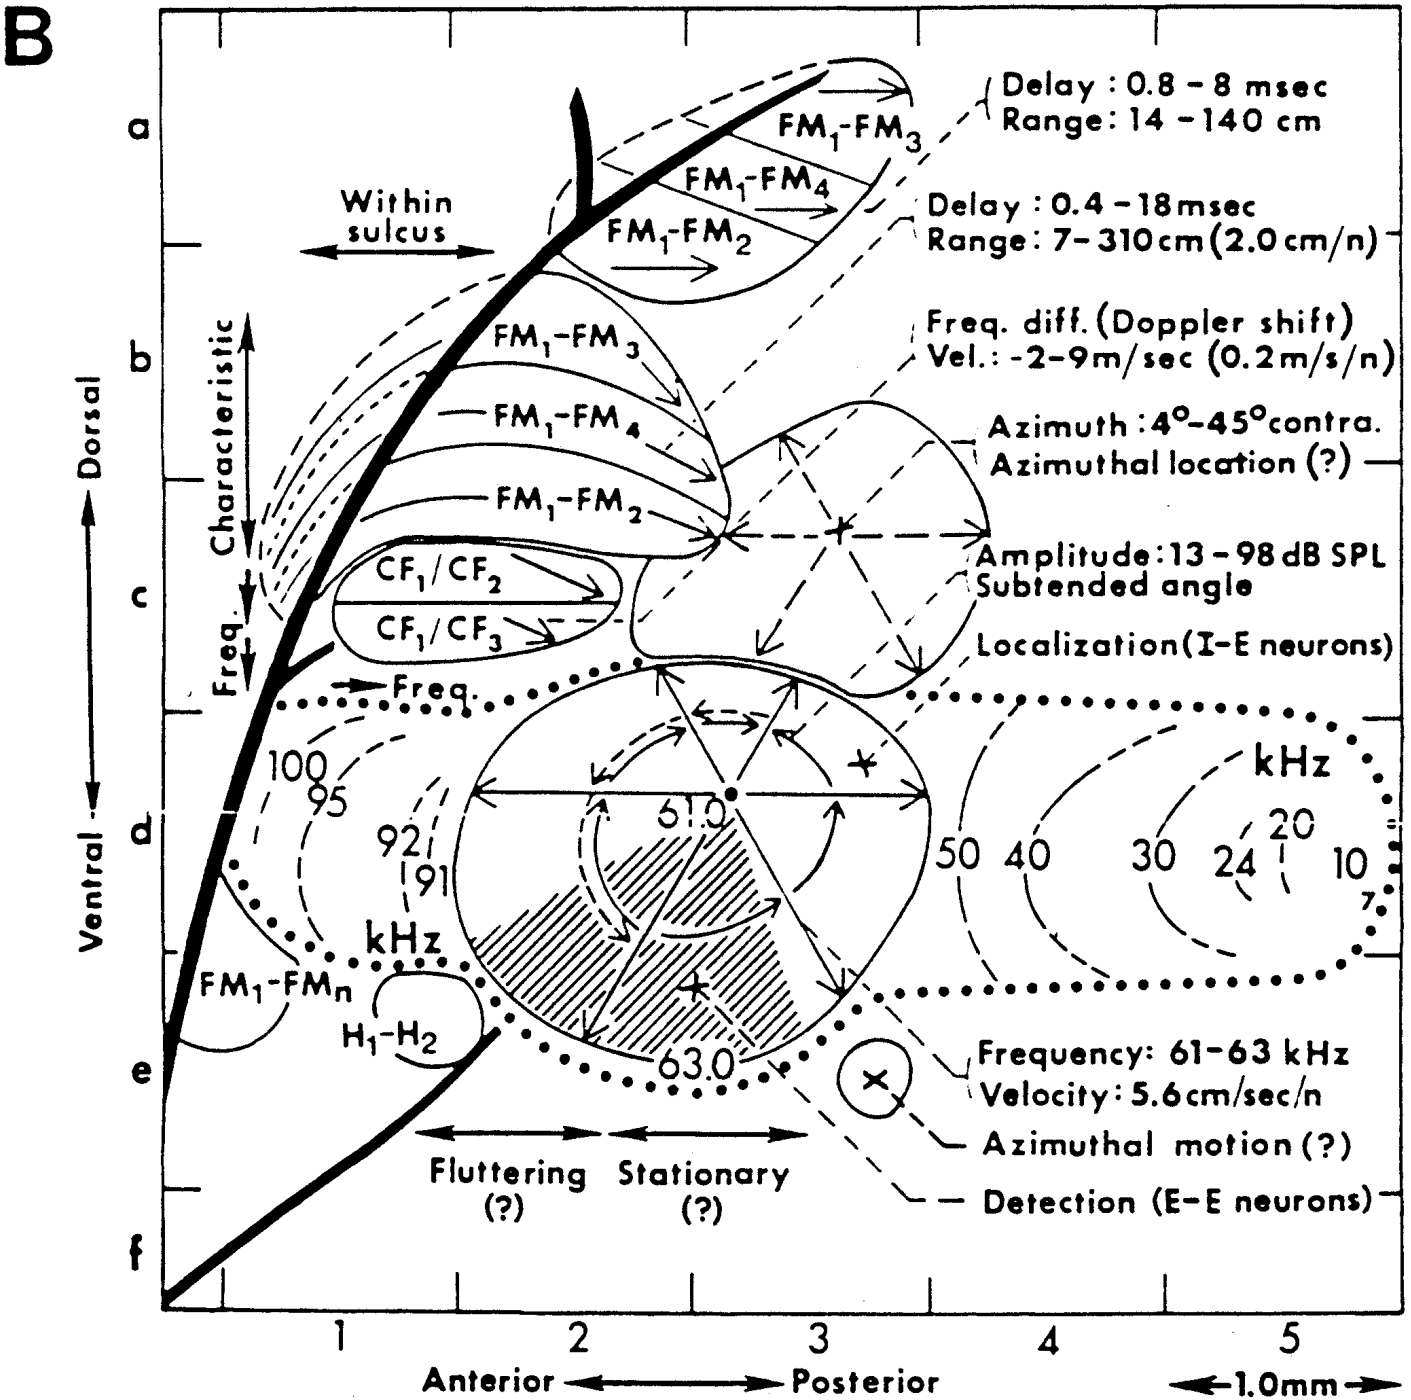 B
a
b
c
d
e
f
Dorsal
Ventral
Characteristic
Freq.
Within
sulcus
FM1-FM3
FM1-FM4
FM1-FM2
Delay : 0.8 - 8 msec
Range: 14 - 140 cm
Delay : 0.4 - 18 msec
Range: 7- 310 cm (2.0 cm/n)
Freq. diff. (Doppler shift)
Vel.: -2-9m/sec (0.2m/s/n)
Azimuth : 4°-45° contra.
Azimuthal location (?)
Amplitude: 13 - 98 dB SPL
Subtended angle
Localization (I-E neurons)
FM1-FM3
FM1-FM4
FM1-FM2
CF1/CF2
CF1/CF3
Freq.
100
95
92
91
kHz
61.0
63.0
50
40
30
24
20
10
7
kHz
FM1-FMn
H1-H2
Frequency: 61-63 kHz
Velocity: 5.6cm/sec/n
Azimuthal motion (?)
Detection (E-E neurons)
Fluttering
(?)
Stationary
(?)
1
2
3
4
5
Anterior
Posterior
1.0mm